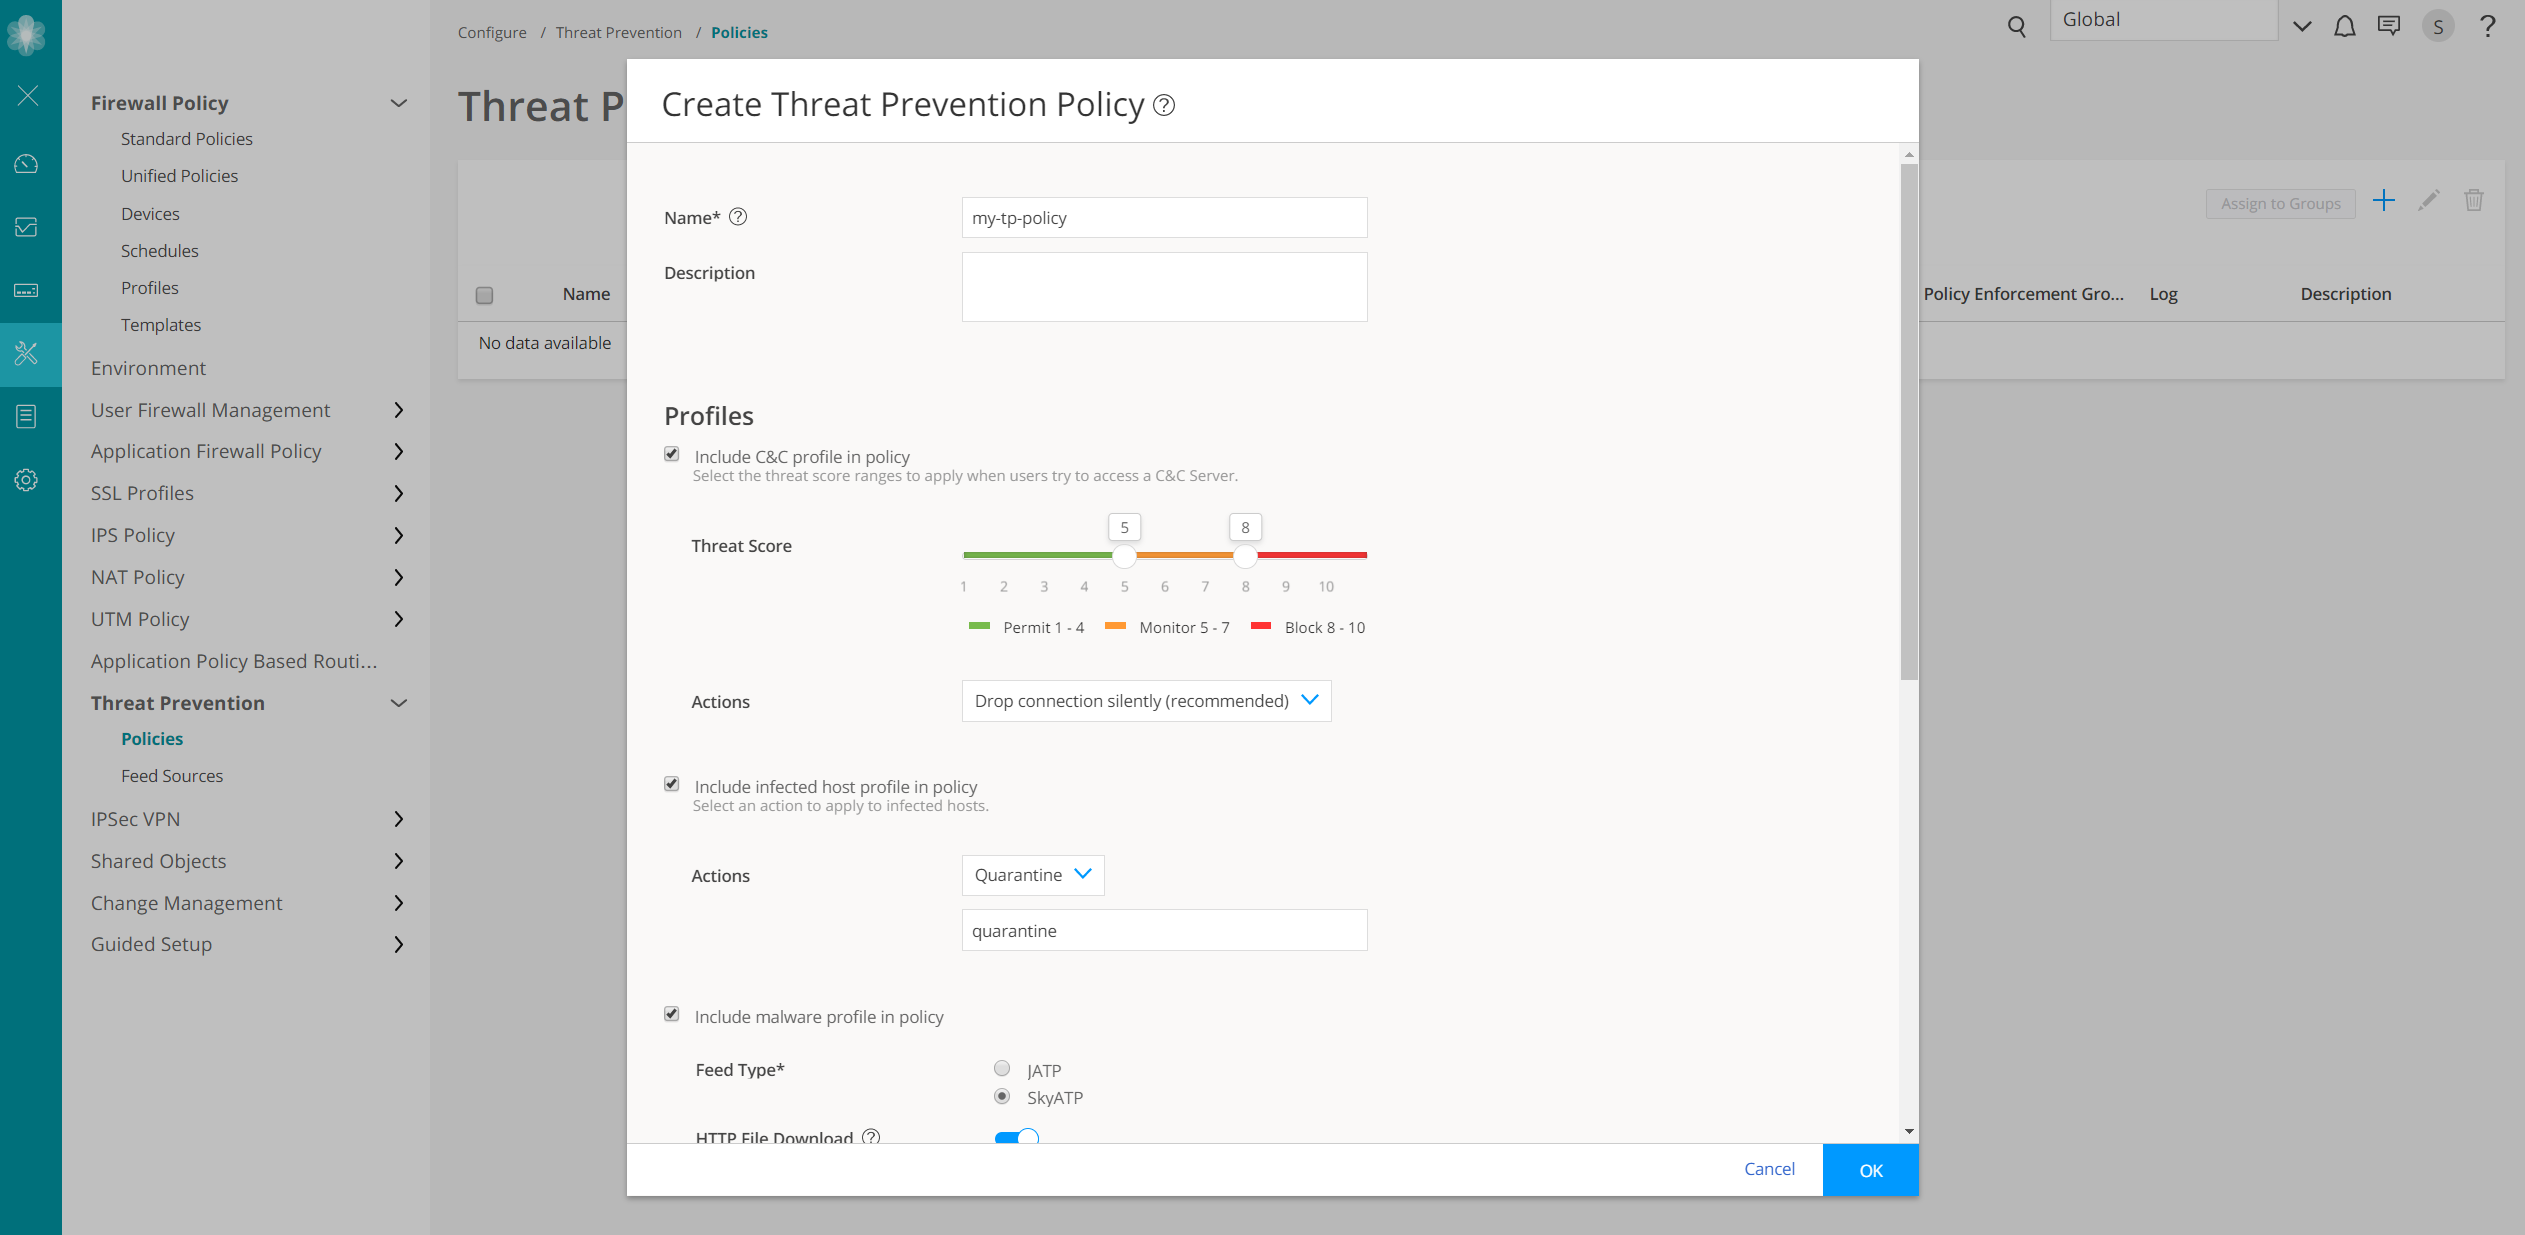 Configure / Threat Prevention / Policies
Global
S
?
Firewall Policy
Standard Policies
Unified Policies
Devices
Schedules
Profiles
Templates
Environment
User Firewall Management
Application Firewall Policy
SSL Profiles
IPS Policy
NAT Policy
UTM Policy
Application Policy Based Routi...
Threat Prevention
Policies
Feed Sources
IPSec VPN
Shared Objects
Change Management
Guided Setup
Threat P
Assign to Groups
Name
Policy Enforcement Gro...
Log
Description
No data available
Create Threat Prevention Policy ?
Name* ?
my-tp-policy
Description
Profiles
Include C&C profile in policy
Select the threat score ranges to apply when users try to access a C&C Server.
Threat Score
5 8
1 2 3 4 5 6 7 8 9 10
Permit 1 - 4 Monitor 5 - 7 Block 8 - 10
Actions
Drop connection silently (recommended)
Include infected host profile in policy
Select an action to apply to infected hosts.
Actions
Quarantine
quarantine
Include malware profile in policy
Feed Type*
JATP
SkyATP
HTTP File Download ?
Cancel
OK